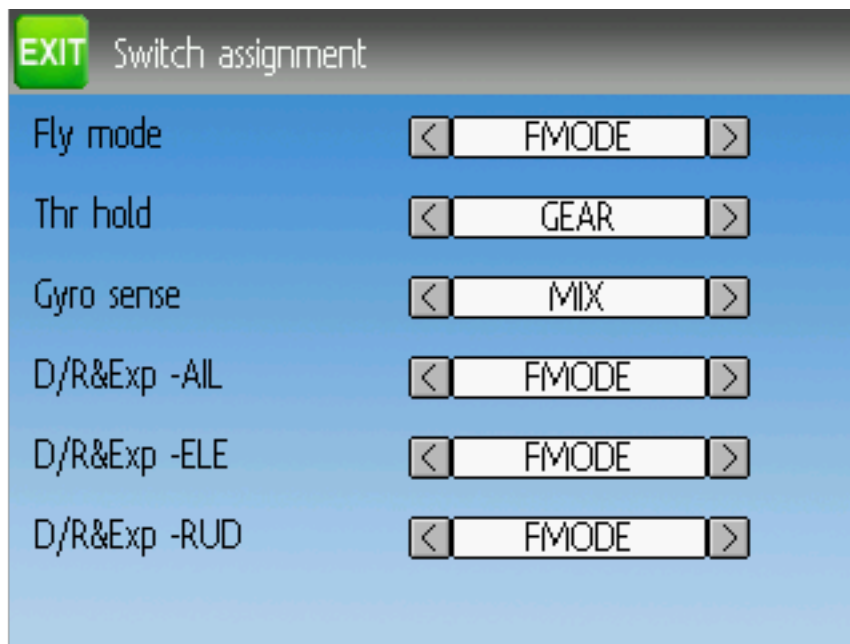 EXIT Switch assignment
Fly mode < FMODE >
Thr hold < GEAR >
Gyro sense < MIX >
D/R&Exp -AIL < FMODE >
D/R&Exp -ELE < FMODE >
D/R&Exp -RUD < FMODE >